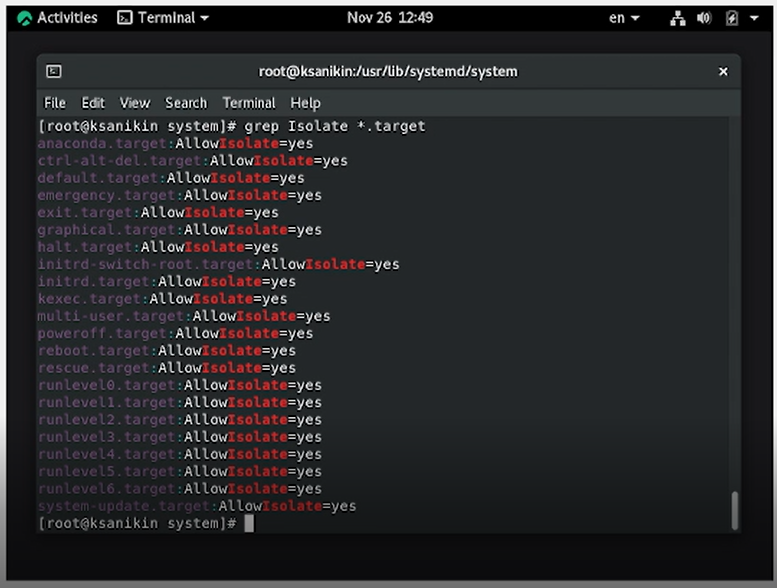 Activities Terminal Nov 26 12:49 en
root@ksanikin:/usr/lib/systemd/system ×
File Edit View Search Terminal Help
[root@ksanikin system]# grep Isolate *.target
anaconda.target:AllowIsolate=yes
ctrl-alt-del.target:AllowIsolate=yes
default.target:AllowIsolate=yes
emergency.target:AllowIsolate=yes
exit.target:AllowIsolate=yes
graphical.target:AllowIsolate=yes
halt.target:AllowIsolate=yes
initrd-switch-root.target:AllowIsolate=yes
initrd.target:AllowIsolate=yes
kexec.target:AllowIsolate=yes
multi-user.target:AllowIsolate=yes
poweroff.target:AllowIsolate=yes
reboot.target:AllowIsolate=yes
rescue.target:AllowIsolate=yes
runlevel0.target:AllowIsolate=yes
runlevel1.target:AllowIsolate=yes
runlevel2.target:AllowIsolate=yes
runlevel3.target:AllowIsolate=yes
runlevel4.target:AllowIsolate=yes
runlevel5.target:AllowIsolate=yes
runlevel6.target:AllowIsolate=yes
system-update.target:AllowIsolate=yes
[root@ksanikin system]#